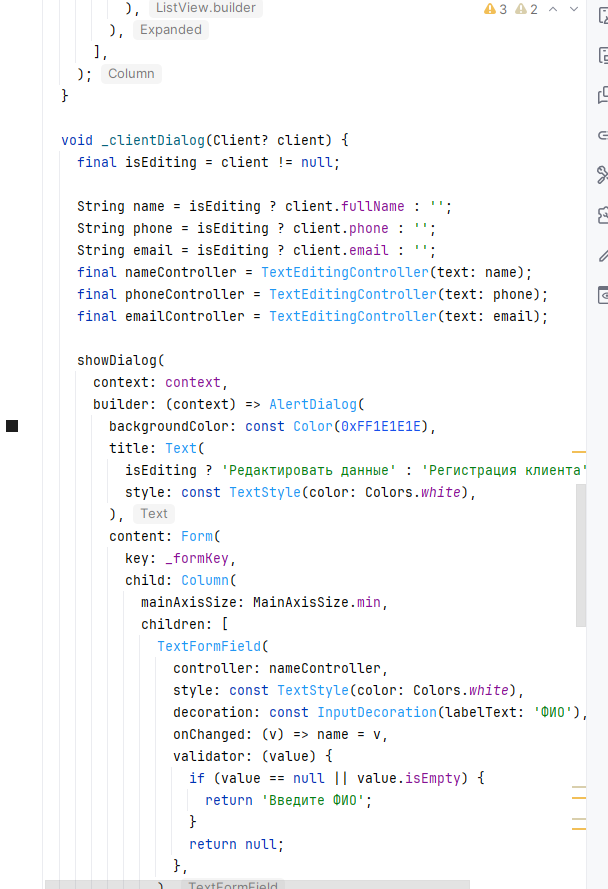 ), ListView.builder
), Expanded
],
); Column
}
void _clientDialog(Client? client) {
final isEditing = client != null;
String name = isEditing ? client.fullName : '';
String phone = isEditing ? client.phone : '';
String email = isEditing ? client.email : '';
final nameController = TextEditingController(text: name);
final phoneController = TextEditingController(text: phone);
final emailController = TextEditingController(text: email);
showDialog(
context: context,
builder: (context) => AlertDialog(
backgroundColor: const Color(0xFF1E1E1E),
title: Text(
isEditing ? 'Редактировать данные' : 'Регистрация клиента'
style: const TextStyle(color: Colors.white),
), Text
content: Form(
key: _formKey,
child: Column(
mainAxisSize: MainAxisSize.min,
children: [
TextFormField(
controller: nameController,
style: const TextStyle(color: Colors.white),
decoration: const InputDecoration(labelText: 'ФИО'),
onChanged: (v) => name = v,
validator: (value) {
if (value == null || value.isEmpty) {
return 'Введите ФИО';
}
return null;
},
), TextFormField
3 2